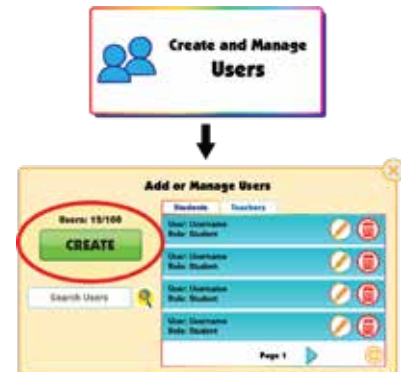 Create and Manage
Users
Add or Manage Users
Students Teachers
Users: 15/100
CREATE
Search Users
User: Username
Role: Student
User: Username
Role: Student
User: Username
Role: Student
User: Username
Role: Student
Page 1